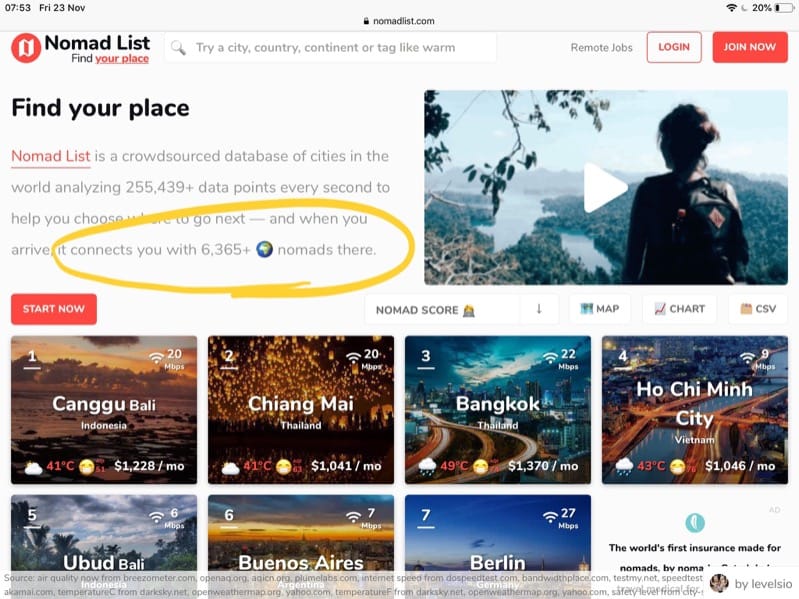 07:53 Fri 23 Nov
20%
nomadlist.com
Nomad List
Find your place
Try a city, country, continent or tag like warm
Remote Jobs
LOGIN
JOIN NOW
Find your place
Nomad List is a crowdsourced database of cities in the
world analyzing 255,439+ data points every second to
help you choose where to go next — and when you
arrive, it connects you with 6,365+ 🌍 nomads there.
START NOW
NOMAD SCORE
↓
MAP
CHART
CSV
1
20
Mbps
Canggu Bali
Indonesia
41°C
51
$1,228 / mo
2
20
Mbps
Chiang Mai
Thailand
41°C
63
$1,041 / mo
3
22
Mbps
Bangkok
Thailand
49°C
$1,370 / mo
4
9
Mbps
Ho Chi Minh
City
Vietnam
43°C
76
$1,046 / mo
5
6
Mbps
Ubud Bali
Indonesia
6
7
Mbps
Buenos Aires
Argentina
7
27
Mbps
Berlin
Germany
AD
The world's first insurance made for
nomads, by
travel medical for
Source: air quality now from breezometer.com, openaq.org, aqicn.org, plumelabs.com, internet speed from dospeedtest.com, bandwidthplace.com, testmy.net, speedtest
akamai.com, temperatureC from darksky.net, openweathermap.org, yahoo.com, temperatureF from darksky.net, openweathermap.org, yahoo.com, safety level from city-s
by levelsio